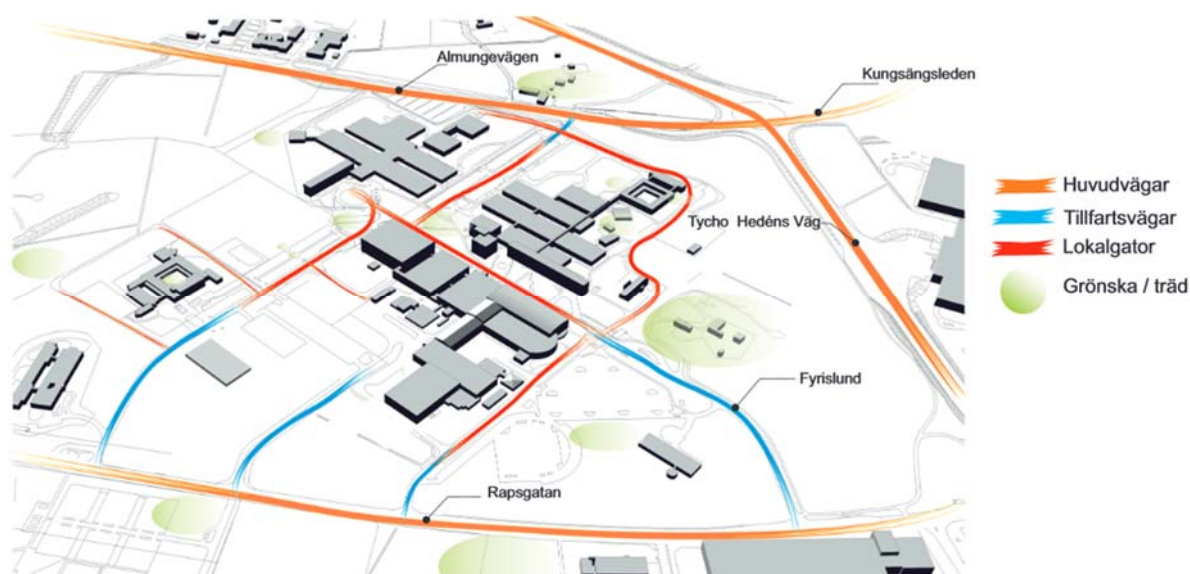 Almungevägen
Kungsängsleden
Tycho Hedéns Väg
Fyrislund
Rapsgatan
Huvudvägar
Tillfartsvägar
Lokalgator
Grönska / träd